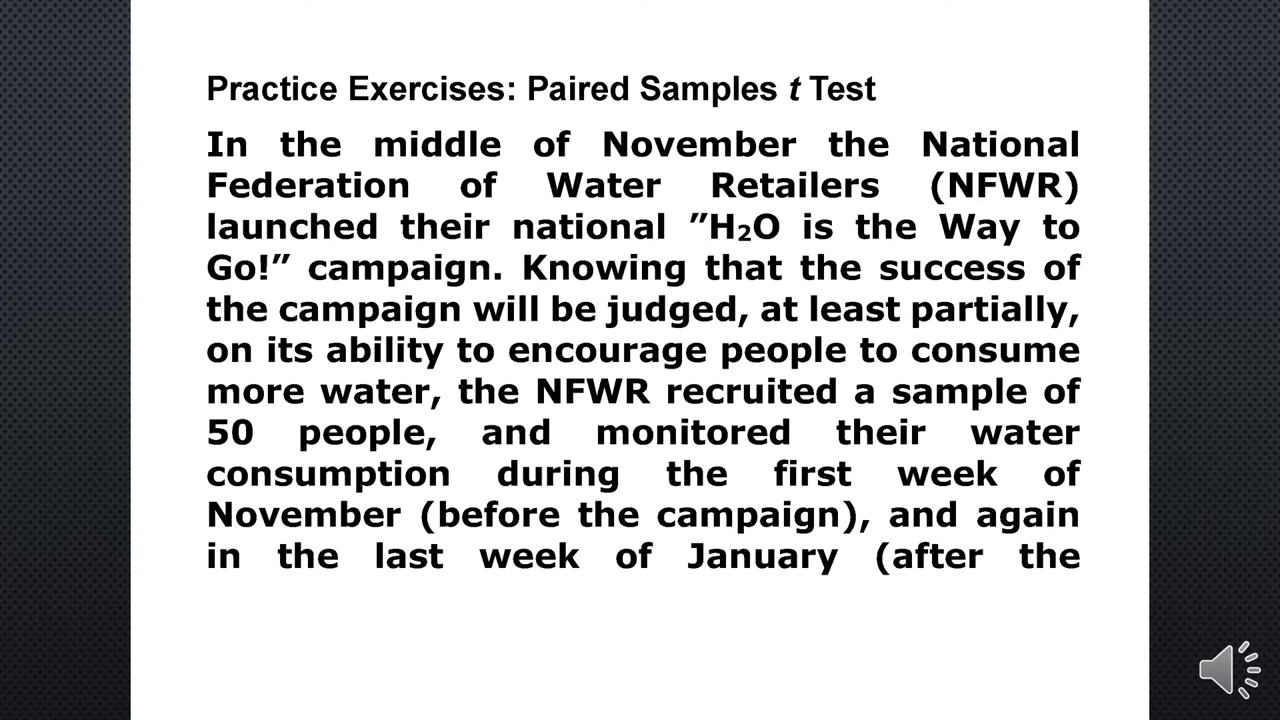 Practice Exercises: Paired Samples t Test
In the middle of November the National
Federation of Water Retailers (NFWR)
launched their national ”H₂O is the Way to
Go!” campaign. Knowing that the success of
the campaign will be judged, at least partially,
on its ability to encourage people to consume
more water, the NFWR recruited a sample of
50 people, and monitored their water
consumption during the first week of
November (before the campaign), and again
in the last week of January (after the